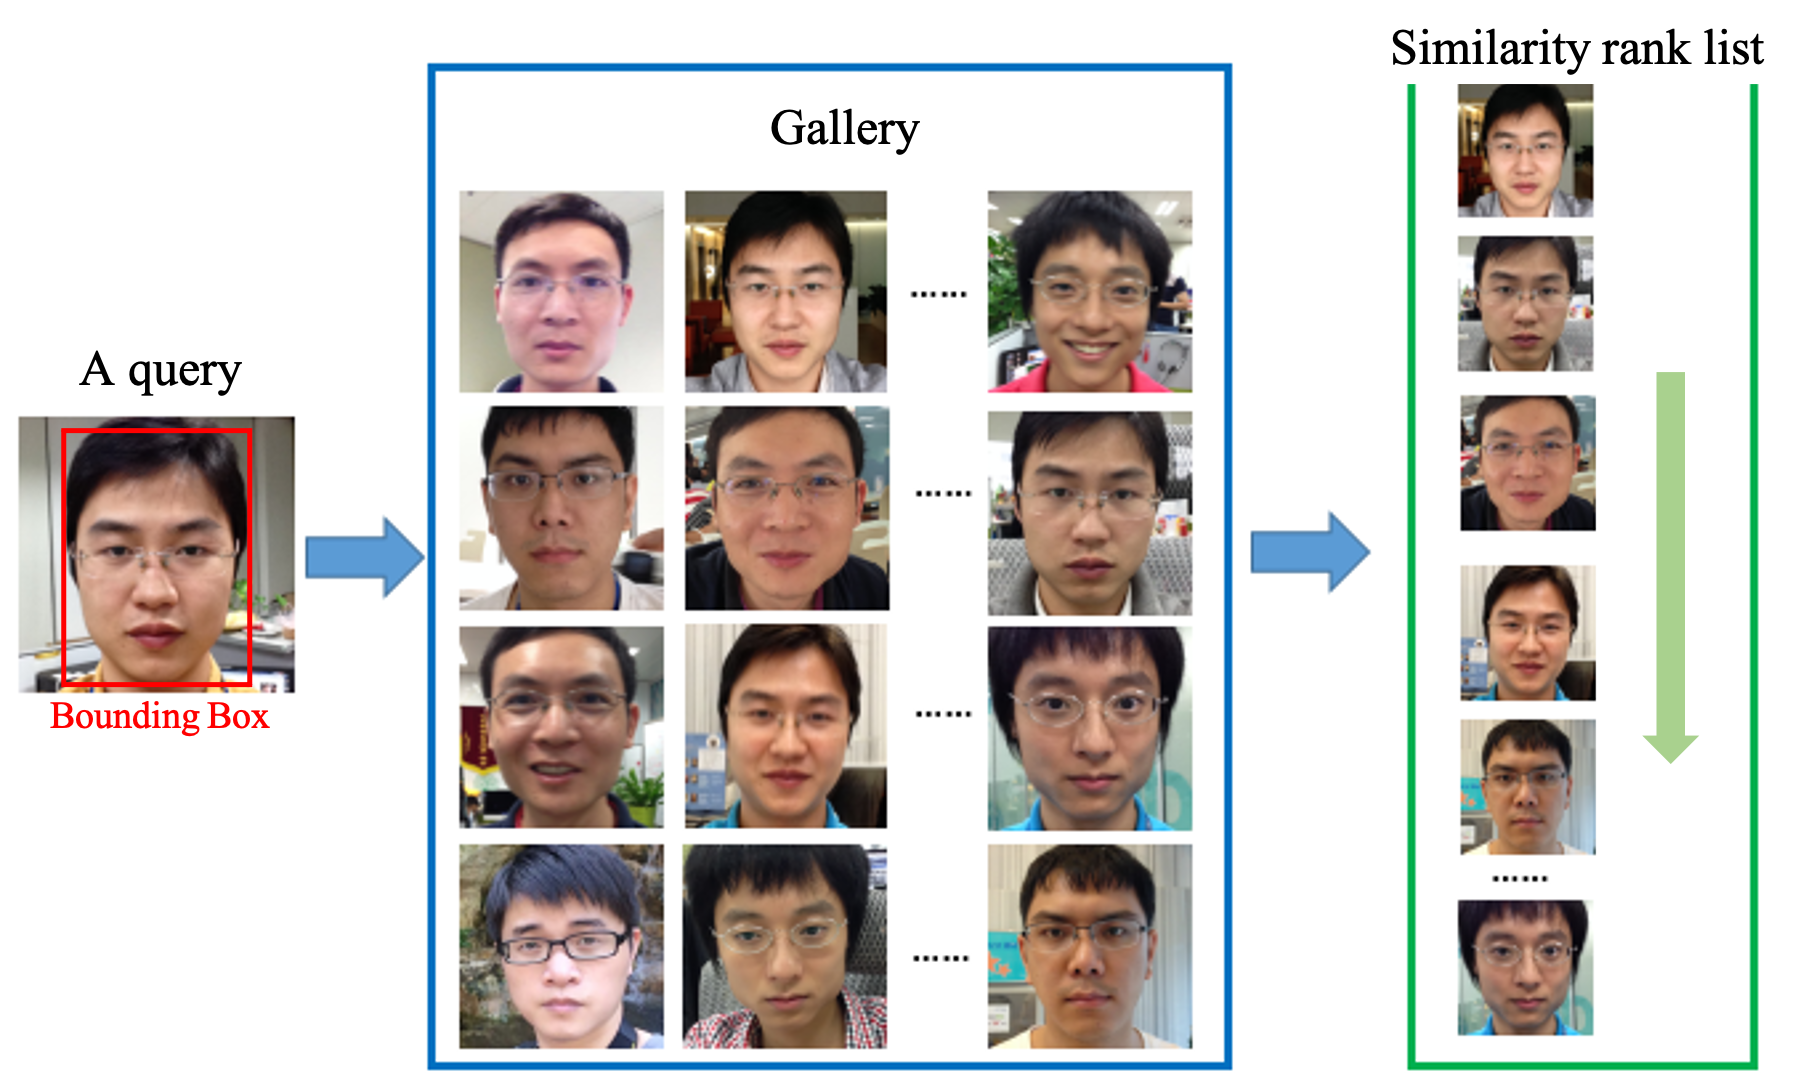 Similarity rank list
Gallery
......
A query
......
Bounding Box
......
......
......